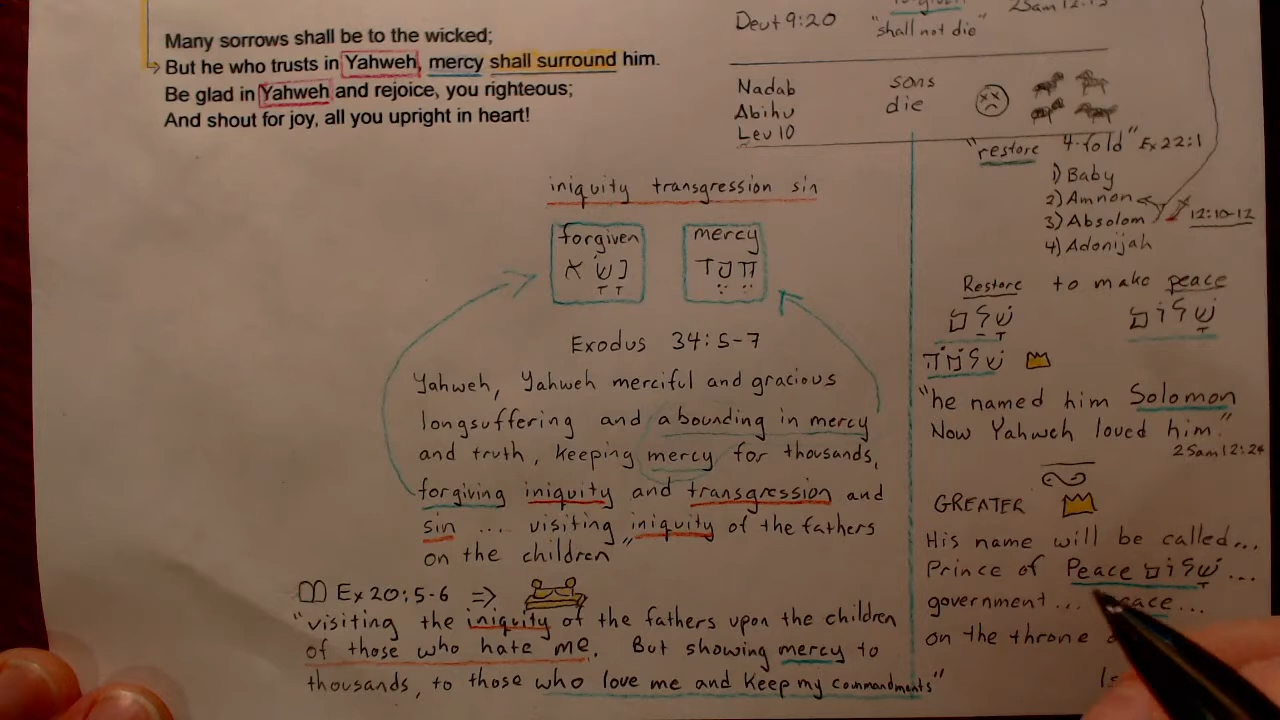 Many sorrows shall be to the wicked;
But he who trusts in Yahweh, mercy shall surround him.
Be glad in Yahweh and rejoice, you righteous;
And shout for joy, all you upright in heart!
Deut 9:20
"shall not die"
Nadab
Abihu
Lev 10
sons
die
"restore 4-fold" Ex 22:1
1) Baby
2) Amnon
3) Absolom
12:10-12
4) Adonijah
iniquity transgression sin
forgiven
נָשָׂא
mercy
חֶסֶד
Exodus 34:5-7
Yahweh, Yahweh merciful and gracious
longsuffering and abounding in mercy
and truth, keeping mercy for thousands,
forgiving iniquity and transgression and
sin .... visiting iniquity of the fathers
on the children"
Ex 20:5-6 =>
"visiting the iniquity of the fathers upon the children
of those who hate me. But showing mercy to
thousands, to those who love me and keep my commandments"
Restore to make peace
שָׁלַם
שָׁלוֹם
שְׁלֹמֹה
"he named him Solomon
Now Yahweh loved him."
2 Sam 12:24
GREATER
His name will be called...
Prince of Peace שָׁלוֹם ...
government...
on the throne